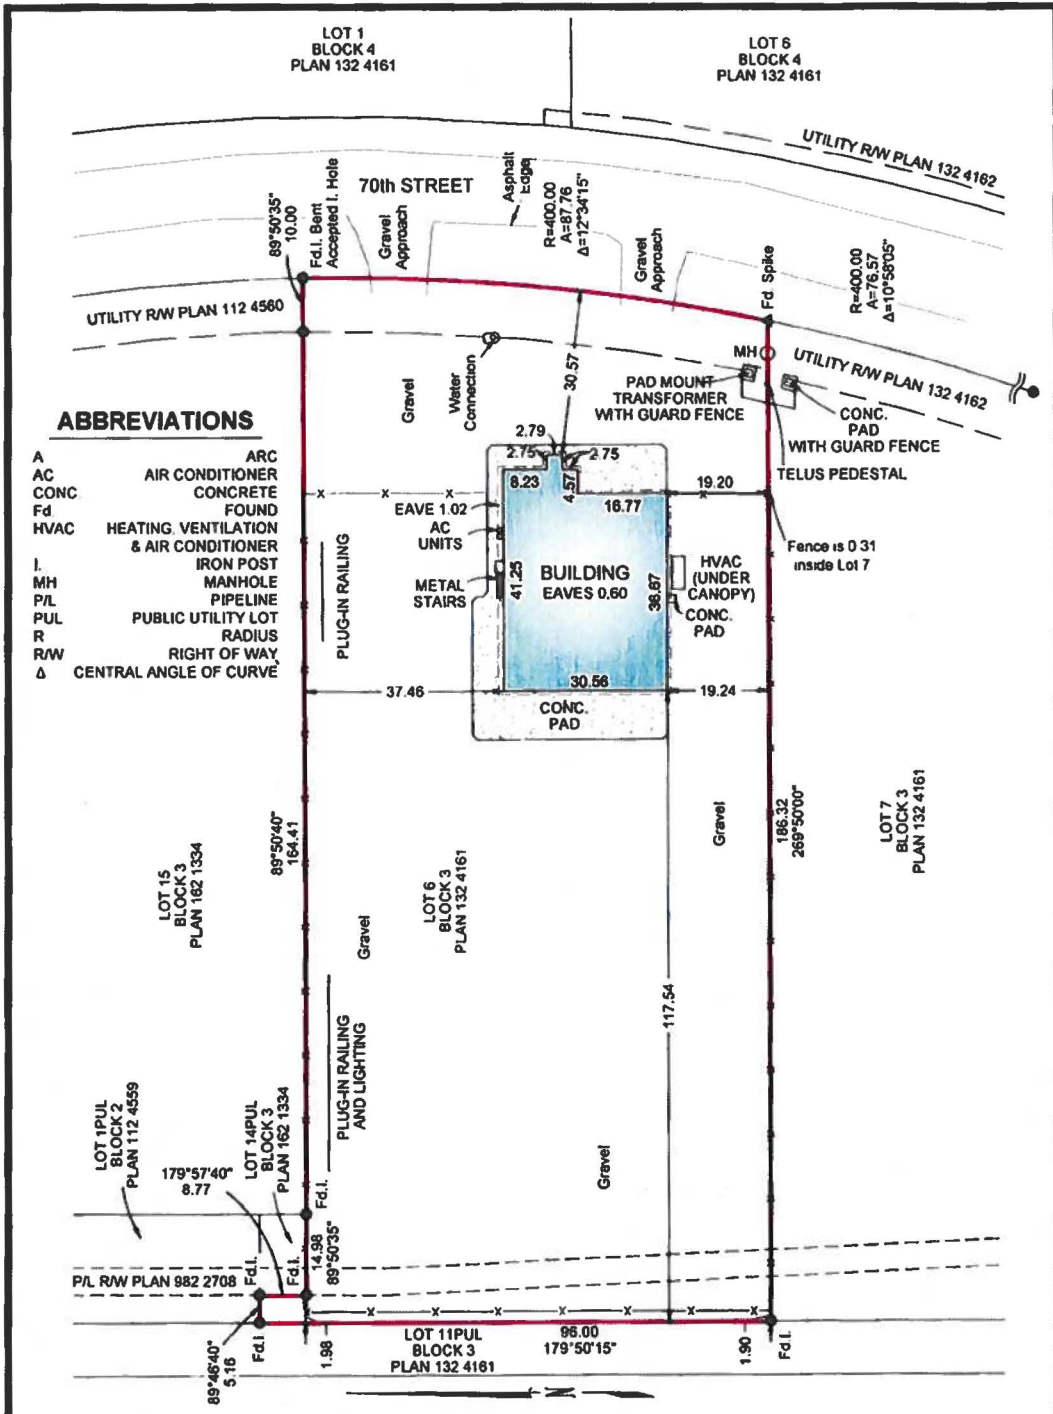 LOT 1
BLOCK 4
PLAN 132 4161
LOT 6
BLOCK 4
PLAN 132 4161
UTILITY R/W PLAN 132 4162
70th STREET
Asphalt
Edge
89°50'35"
10.00
Fd.I. Bent
Accepted I. Hole
Gravel
Approach
R=400.00
A=87.76
Δ=12°34'15"
Gravel
Approach
Fd. Spike
R=400.00
A=76.57
Δ=10°58'05"
UTILITY R/W PLAN 112 4560
MH
UTILITY R/W PLAN 132 4162
Gravel
Water
Connection
30.57
PAD MOUNT
TRANSFORMER
WITH GUARD FENCE
CONC.
PAD
WITH GUARD FENCE
TELUS PEDESTAL
ABBREVIATIONS
A ARC
AC AIR CONDITIONER
CONC CONCRETE
Fd FOUND
HVAC HEATING, VENTILATION
& AIR CONDITIONER
I. IRON POST
MH MANHOLE
P/L PIPELINE
PUL PUBLIC UTILITY LOT
R RADIUS
R/W RIGHT OF WAY
Δ CENTRAL ANGLE OF CURVE
2.79
2.75
2.75
8.23
4.57
16.77
19.20
EAVE 1.02
AC
UNITS
METAL
STAIRS
41.25
BUILDING
EAVES 0.60
36.67
HVAC
(UNDER
CANOPY)
CONC.
PAD
Fence is 0 31
inside Lot 7
PLUG-IN RAILING
37.46
30.56
19.24
CONC.
PAD
89°50'40"
164.41
LOT 15
BLOCK 3
PLAN 162 1334
Gravel
LOT 6
BLOCK 3
PLAN 132 4161
Gravel
186.32
269°50'00"
LOT 7
BLOCK 3
PLAN 132 4161
117.54
PLUG-IN RAILING
AND LIGHTING
Gravel
LOT 1PUL
BLOCK 2
PLAN 112 4559
179°57'40"
8.77
LOT 14PUL
BLOCK 3
PLAN 162 1334
Fd.I.
14.98
89°50'35"
Fd.I.
Fd.I.
P/L R/W PLAN 982 2708
89°46'40"
5.16
Fd.I.
1.98
LOT 11PUL
BLOCK 3
PLAN 132 4161
96.00
179°50'15"
1.90
Fd.I.
N